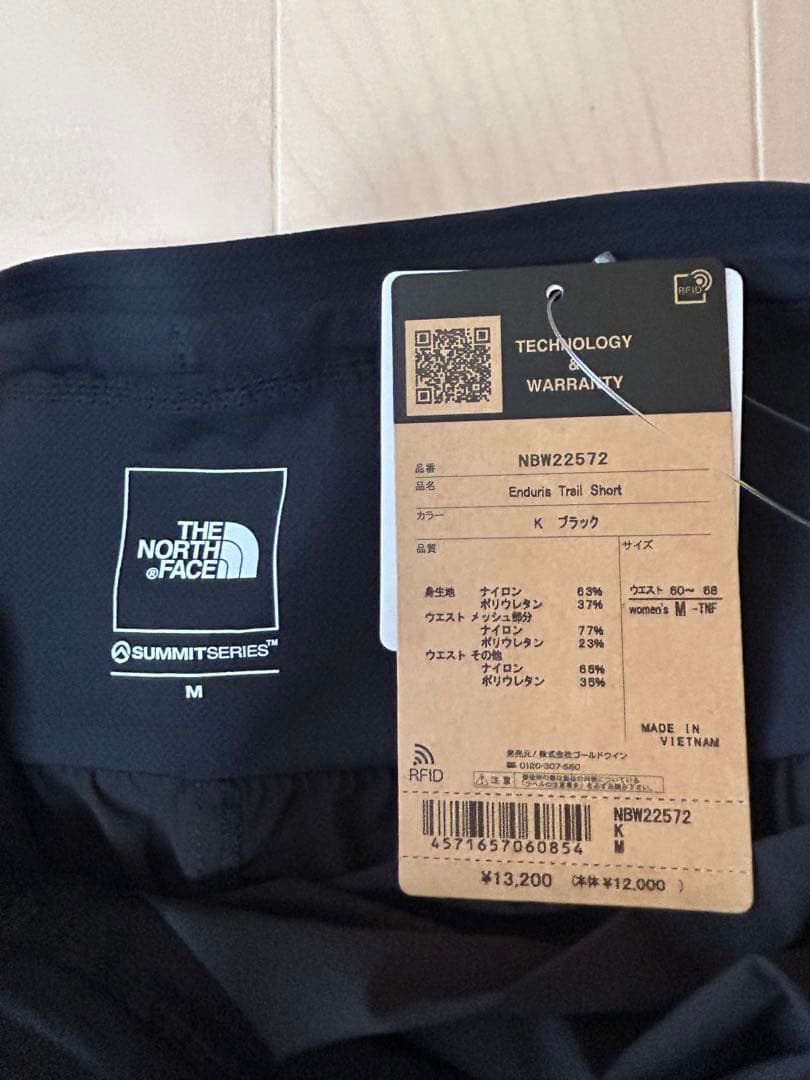 THE
NORTH
®FACE
SUMMITSERIES™
M
RFID
TECHNOLOGY
&
WARRANTY
品番 NBW22572
品名 Enduris Trail Short
カラー K ブラック
品質
サイズ
身生地 ナイロン 63%
ポリウレタン 37%
ウエスト メッシュ部分
ナイロン 77%
ポリウレタン 23%
ウエスト その他
ナイロン 65%
ポリウレタン 35%
ウエスト 60〜 68
women's M -TNF
MADE IN
VIETNAM
発売元/株式会社ゴールドウイン
0120-307-560
RFID
注意
NBW22572
K
M
4571657060854
¥13,200 (本体 ¥12,000 )